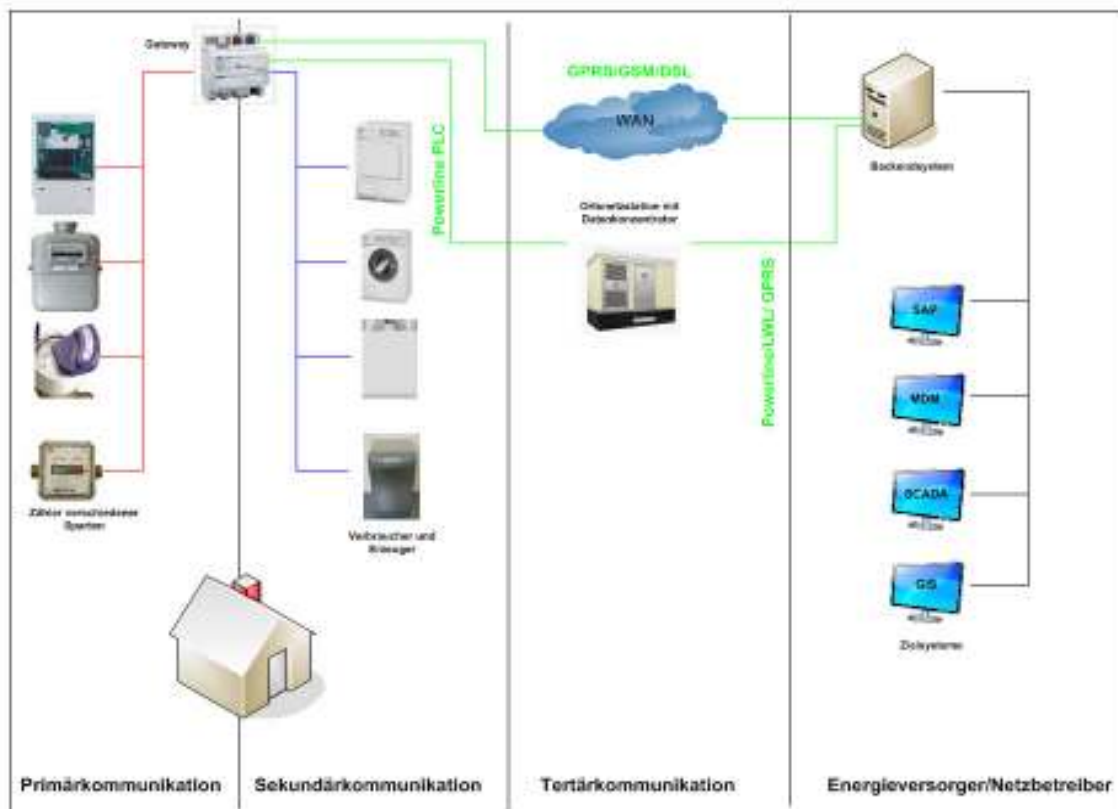 Gateway
GPRS/GSM/DSL
WAN
Backendsystem
Powerline PLC
Ortsnetzstation mit
Datenkonzentrator
Powerline/LWL/ GPRS
SAP
MDM
SCADA
GIS
Zielsysteme
Zähler verschiedener
Sparten
Verbraucher und
Erzeuger
Primärkommunikation
Sekundärkommunikation
Tertärkommunikation
Energieversorger/Netzbetreiber